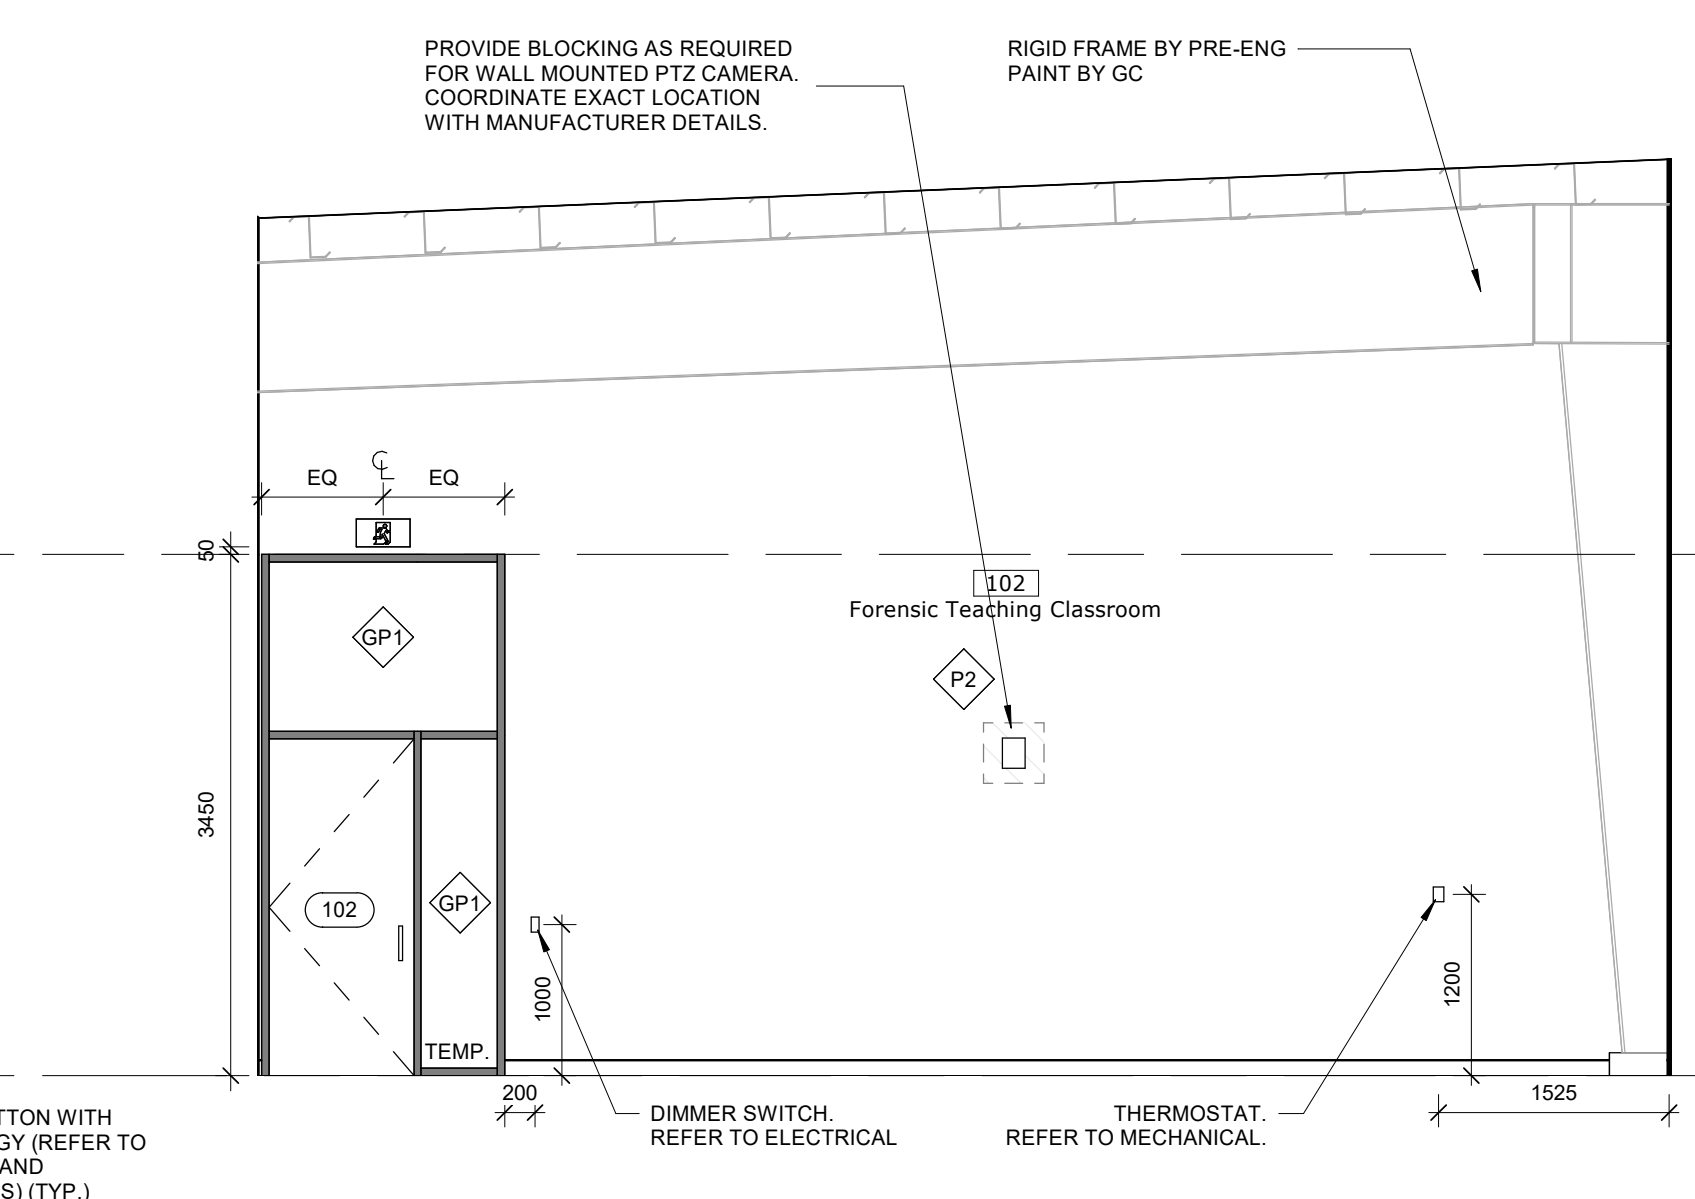 PROVIDE BLOCKING AS REQUIRED
FOR WALL MOUNTED PTZ CAMERA.
COORDINATE EXACT LOCATION
WITH MANUFACTURER DETAILS.
RIGID FRAME BY PRE-ENG
PAINT BY GC
EQ
EQ
50
102
Forensic Teaching Classroom
GP1
P2
3450
102
GP1
1000
1200
TEMP.
200
1525
DIMMER SWITCH.
REFER TO ELECTRICAL
THERMOSTAT.
REFER TO MECHANICAL.
TTON WITH
GY (REFER TO
AND
S) (TYP.)